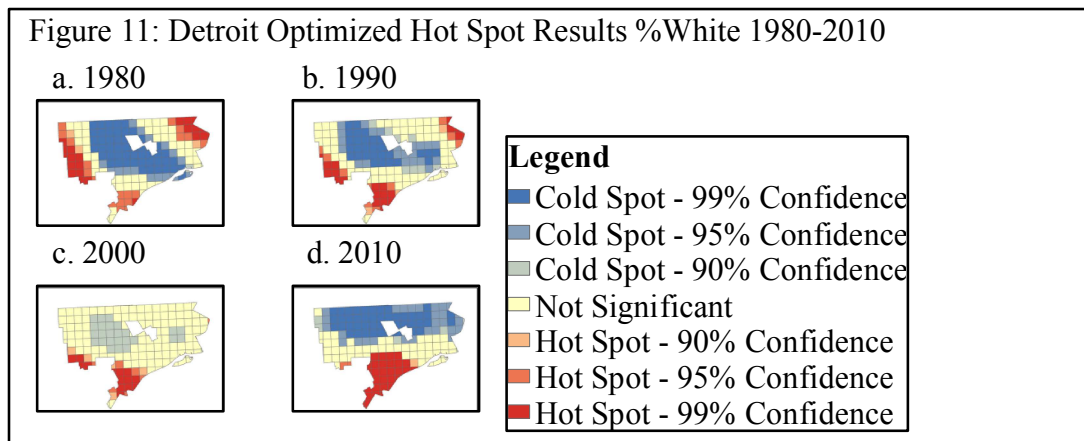 Figure 11: Detroit Optimized Hot Spot Results %White 1980-2010
a. 1980
b. 1990
c. 2000
d. 2010
Legend
Cold Spot - 99% Confidence
Cold Spot - 95% Confidence
Cold Spot - 90% Confidence
Not Significant
Hot Spot - 90% Confidence
Hot Spot - 95% Confidence
Hot Spot - 99% Confidence